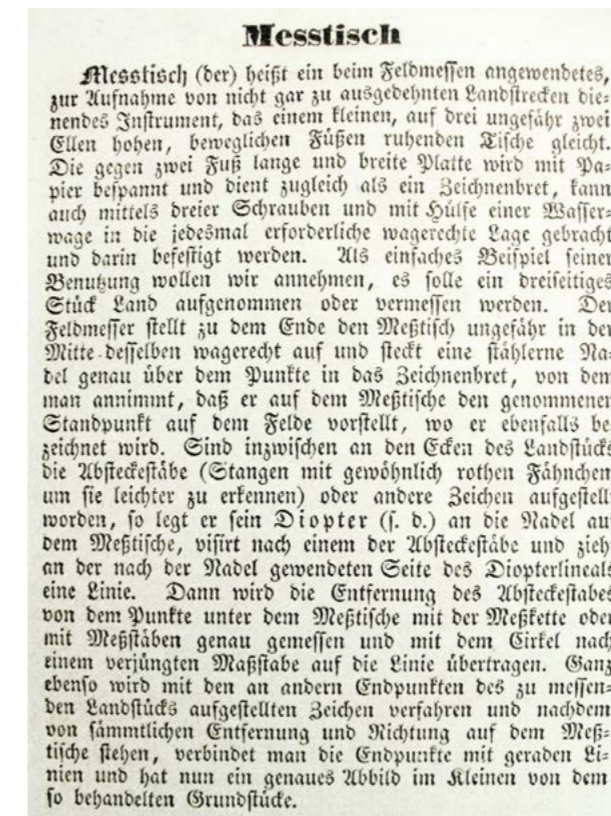 Messtisch
Messtisch (der) heißt ein beim Feldmessen angewendetes,
zur Aufnahme von nicht gar zu ausgedehnten Landstrecken die=
nendes Instrument, das einem kleinen, auf drei ungefähr zwei
Ellen hohen, beweglichen Füßen ruhenden Tische gleicht.
Die gegen zwei Fuß lange und breite Platte wird mit Pa=
pier bespannt und dient zugleich als ein Zeichnenbret, kann
auch mittels dreier Schrauben und mit Hülfe einer Wasser=
wage in die jedesmal erforderliche wagerechte Lage gebracht
und darin befestigt werden. Als einfaches Beispiel seiner
Benutzung wollen wir annehmen, es solle ein dreiseitiges
Stück Land aufgenommen oder vermessen werden. Der
Feldmesser stellt zu dem Ende den Meßtisch ungefähr in der
Mitte desselben wagerecht auf und steckt eine stählerne Na=
del genau über dem Punkte in das Zeichnenbret, von dem
man annimmt, daß er auf dem Meßtische den genommenen
Standpunkt auf dem Felde vorstellt, wo er ebenfalls be
zeichnet wird. Sind inzwischen an den Ecken des Landstücks
die Absteckestäbe (Stangen mit gewöhnlich rothen Fähnchen
um sie leichter zu erkennen) oder andere Zeichen aufgestell
worden, so legt er sein Diopter (s. d.) an die Nadel au
dem Meßtische, visirt nach einem der Absteckestäbe und zieh
an der nach der Nadel gewendeten Seite des Diopterlineals
eine Linie. Dann wird die Entfernung des Absteckestabes
von dem Punkte unter dem Meßtische mit der Meßkette oder
mit Meßstäben genau gemessen und mit dem Cirkel nach
einem verjüngten Maßstabe auf die Linie übertragen. Ganz
ebenso wird mit den an andern Endpunkten des zu messen=
den Landstücks aufgestellten Zeichen verfahren und nachdem
von sämmtlichen Entfernung und Richtung auf dem Meß=
tische stehen, verbindet man die Endpunkte mit geraden Li=
nien und hat nun ein genaues Abbild im Kleinen von dem
so behandelten Grundstücke.